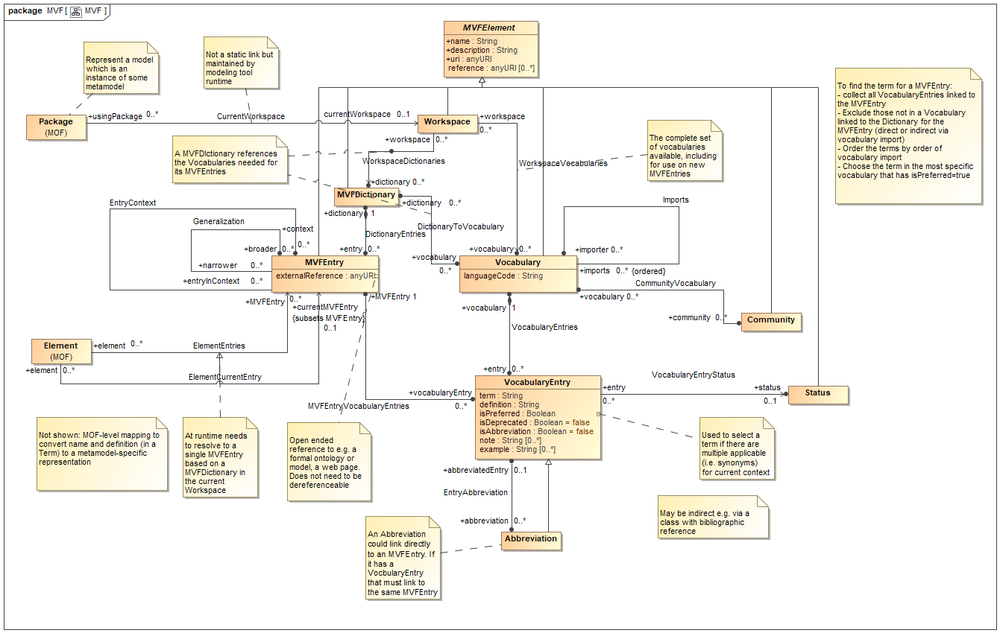 package MVF[ MVF ]
MVFElement
+name : String
+description : String
+uri : anyURI
reference : anyURI [0..*]
Represent a model
which is an
instance of some
metamodel
Not a static link but
maintained by
modeling tool
runtime
To find the term for a MVFEntry:
- collect all VocabularyEntries linked to
the MVFEntry
- Exclude those not in a Vocabulary
linked to the Dictionary for the
MVFEntry (direct or indirect via
vocabulary import)
- Order the terms by order of
vocabulary import
- Choose the term in the most specific
vocabulary that has isPreferred=true
Package
(MOF)
+usingPackage 0..*
CurrentWorkspace
currentWorkspace 0..1
Workspace
+workspace
0..*
+workspace 0..*
WorkspaceDictionaries
WorkspaceVocabularies
A MVFDIctionary references
the Vocabularies needed for
its MVFEntries
The complete set
of vocabularies
available, including
for use on new
MVFEntries
+dictionary 0..*
MVFDictionary
+dictionary 0..*
+dictionary 1
DictionaryToVocabulary
DictionaryEntries
EntryContext
Generalization
+context
0..*
+broader 0..*
+narrower 0..*
+entryInContext 0..*
+entry 0..*
MVFEntry
externalReference : anyURI
+vocabulary 0..*
+vocabulary
0..*
Imports
+importer 0..*
+imports 0..* {ordered}
Vocabulary
languageCode : String
CommunityVocabulary
+vocabulary 0..*
+community 0..*
Community
+MVFEntry 0..*
+currentMVFEntry
{subsets MVFEntry}
0..1
+MVFEntry 1
+vocabulary 1
VocabularyEntries
Element
(MOF)
+element 0..*
ElementEntries
+element 0..*
ElementCurrentEntry
+entry 0..*
VocabularyEntry
term : String
definition : String
isPreferred : Boolean
isDeprecated : Boolean = false
isAbbreviation : Boolean = false
note : String [0..*]
example : String [0..*]
+vocabularyEntry
0..*
MVFEntryVocabularyEntries
VocabularyEntryStatus
+entry
0..*
+status
0..1
Status
Not shown: MOF-level mapping to
convert name and definition (in a
Term) to a metamodel-specific
representation
At runtime needs
to resolve to a
single MVFEntry
based on a
MVFDictionary in
the current
Workspace
Open ended
reference to e.g. a
formal ontology or
model, a web page.
Does not need to be
dereferenceable
Used to select a
term if there are
multiple applicable
(i.e. synonyms)
for current context
+abbreviatedEntry 0..1
EntryAbbreviation
+abbreviation 0..*
Abbreviation
May be indirect e.g. via a
class with bibliographic
reference
An Abbreviation
could link directly
to an MVFEntry. If
it has a
VocbularyEntry
that must link to
the same MVFEntry